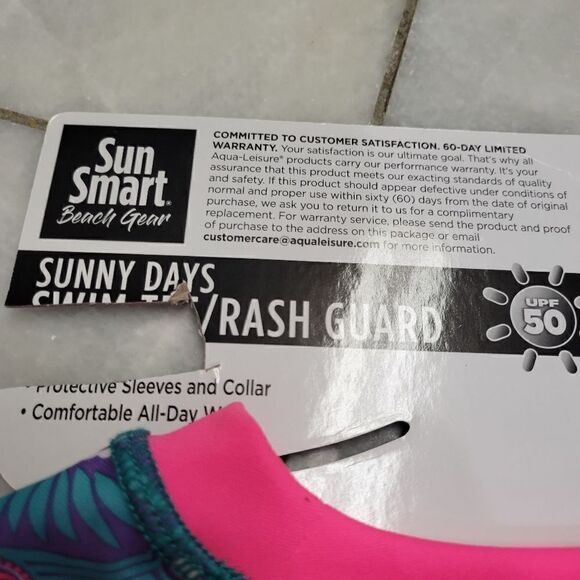 Sun
Smart®
Beach Gear
COMMITTED TO CUSTOMER SATISFACTION. 60-DAY LIMITED
WARRANTY. Your satisfaction is our ultimate goal. That's why all
Aqua-Leisure® products carry our performance warranty. It's your
assurance that this product meets our exacting standards of quality
and safety. If this product should appear defective under conditions of
normal and proper use within sixty (60) days from the date of original
purchase, we ask you to return it to us for a complimentary
replacement. For warranty service, please send the product and proof
of purchase to the address on this package or email
customercare@aqualeisure.com for more information.
SUNNY DAYS
SWIM TEE/RASH GUARD
UPF
50
• Protective Sleeves and Collar
• Comfortable All-Day